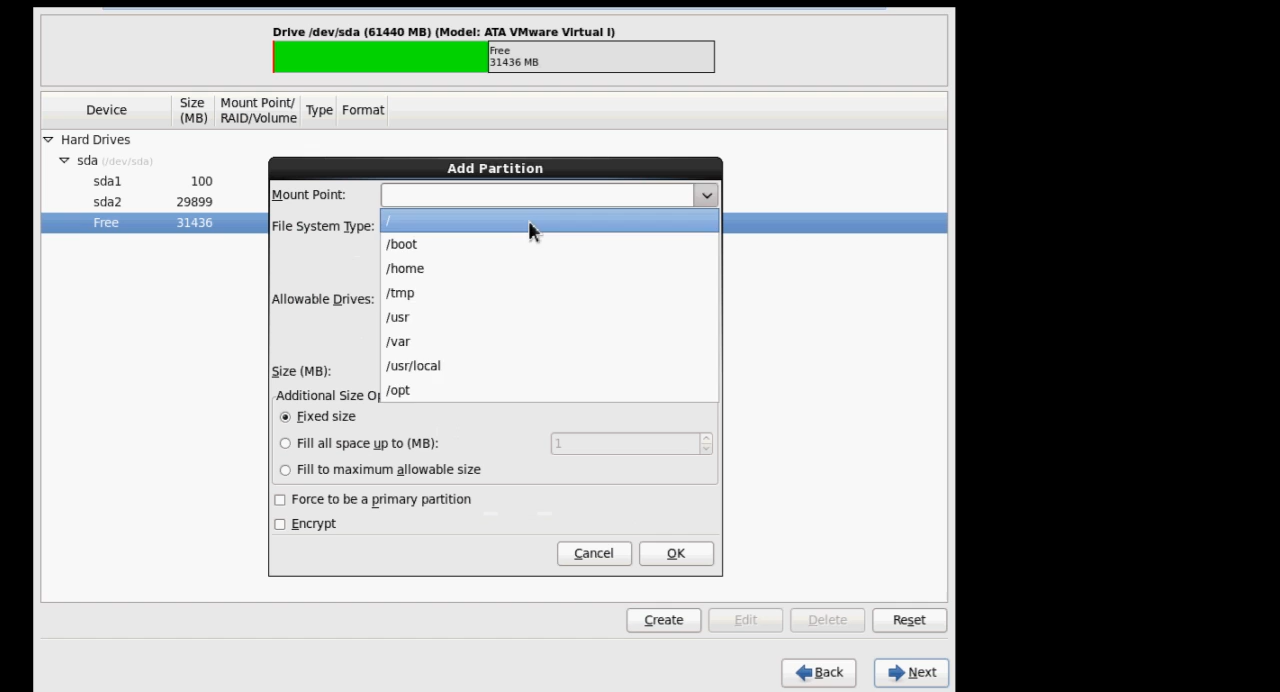 Drive /dev/sda (61440 MB) (Model: ATA VMware Virtual I)
Free
31436 MB
Device Size (MB) Mount Point/ RAID/Volume Type Format
Hard Drives
sda (/dev/sda)
sda1 100
sda2 29899
Free 31436
Add Partition
Mount Point:
File System Type:
/
/boot
/home
/tmp
Allowable Drives:
/usr
/var
/usr/local
Size (MB):
/opt
Additional Size Op
Fixed size
Fill all space up to (MB): 1
Fill to maximum allowable size
Force to be a primary partition
Encrypt
Cancel OK
Create Edit Delete Reset
Back Next